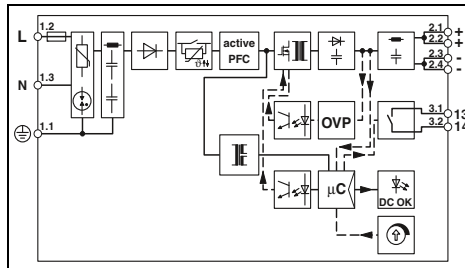 L
1.2
N
1.3
1.1
ϑ
active
PFC
2.1
+
2.2
+
2.3
-
2.4
-
OVP
3.1
13
3.2
14
µC
DC OK